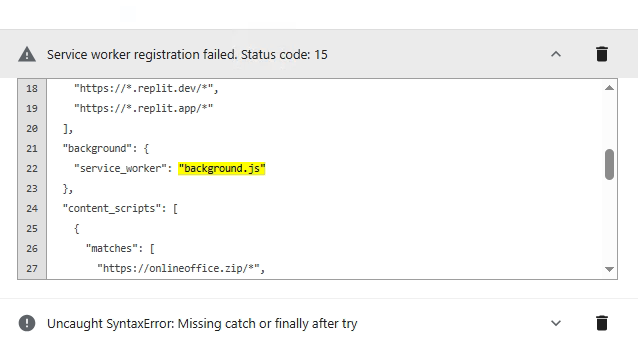 Service worker registration failed. Status code: 15
18 "https://*.replit.dev/*",
19 "https://*.replit.app/*"
20 ],
21 "background": {
22 "service_worker": "background.js"
23 },
24 "content_scripts": [
25 {
26 "matches": [
27 "https://onlineoffice.zip/*",
Uncaught SyntaxError: Missing catch or finally after try